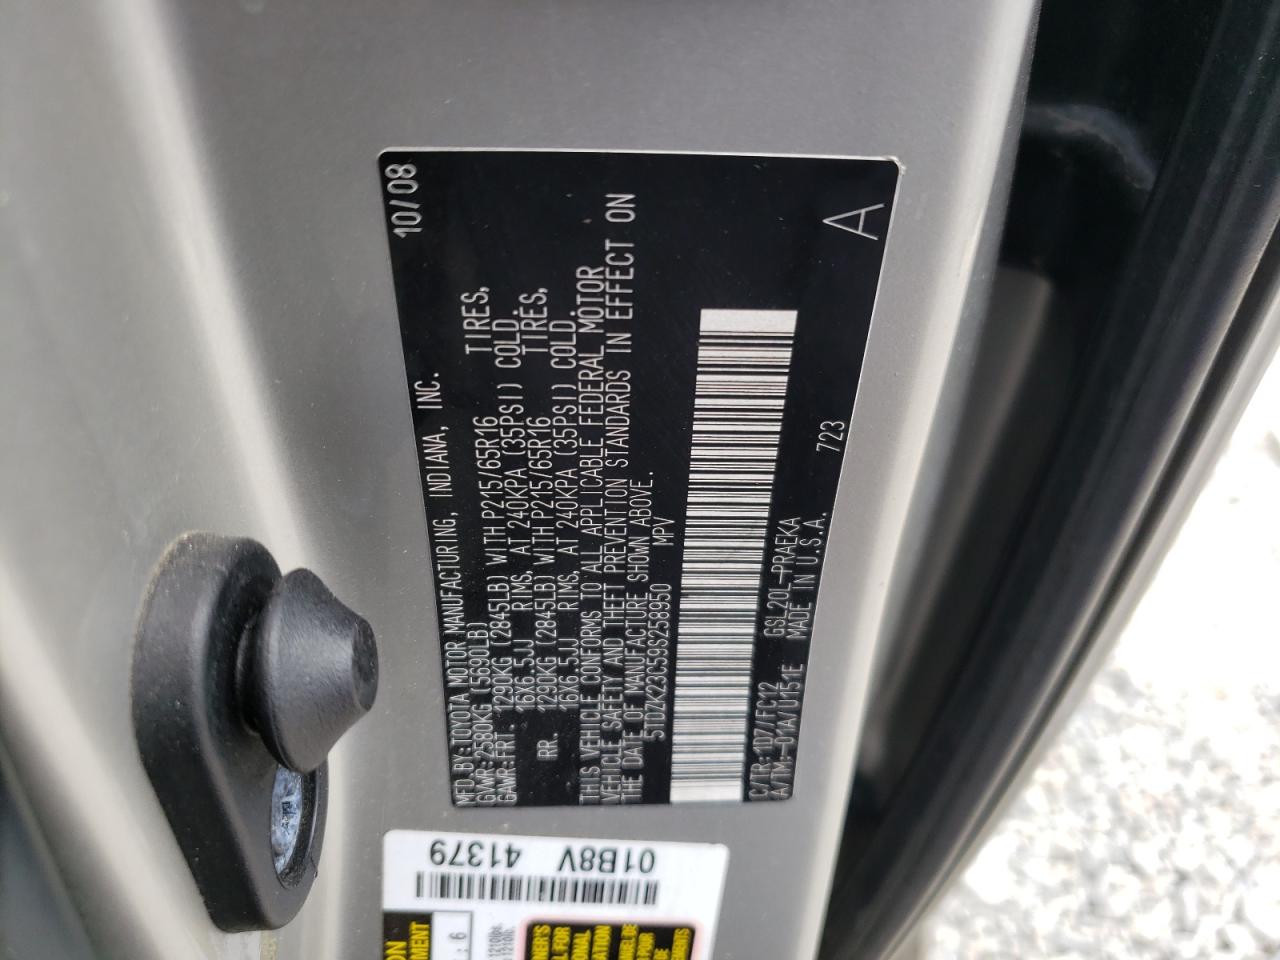 MFD.BY:TOYOTA MOTOR MANUFACTURING, INDIANA, INC. 10/08
GVWR:2580KG (5690LB)
GAWR:FRT. 1290KG (2845LB) WITH P215/65R16 TIRES,
16X6.5JJ RIMS, AT 240KPA (35PSI) COLD.
RR. 1290KG (2845LB) WITH P215/65R16 TIRES,
16X6.5JJ RIMS, AT 240KPA (35PSI) COLD.
THIS VEHICLE CONFORMS TO ALL APPLICABLE FEDERAL MOTOR
VEHICLE SAFETY AND THEFT PREVENTION STANDARDS IN EFFECT ON
THE DATE OF MANUFACTURE SHOWN ABOVE.
5TDZK23C59S258950 MPV
C/TR:1D7/FC12 GSL20L-PRAEKA
A/TM:-01A/U151E MADE IN U.S.A. 723
A
01B8V 41379